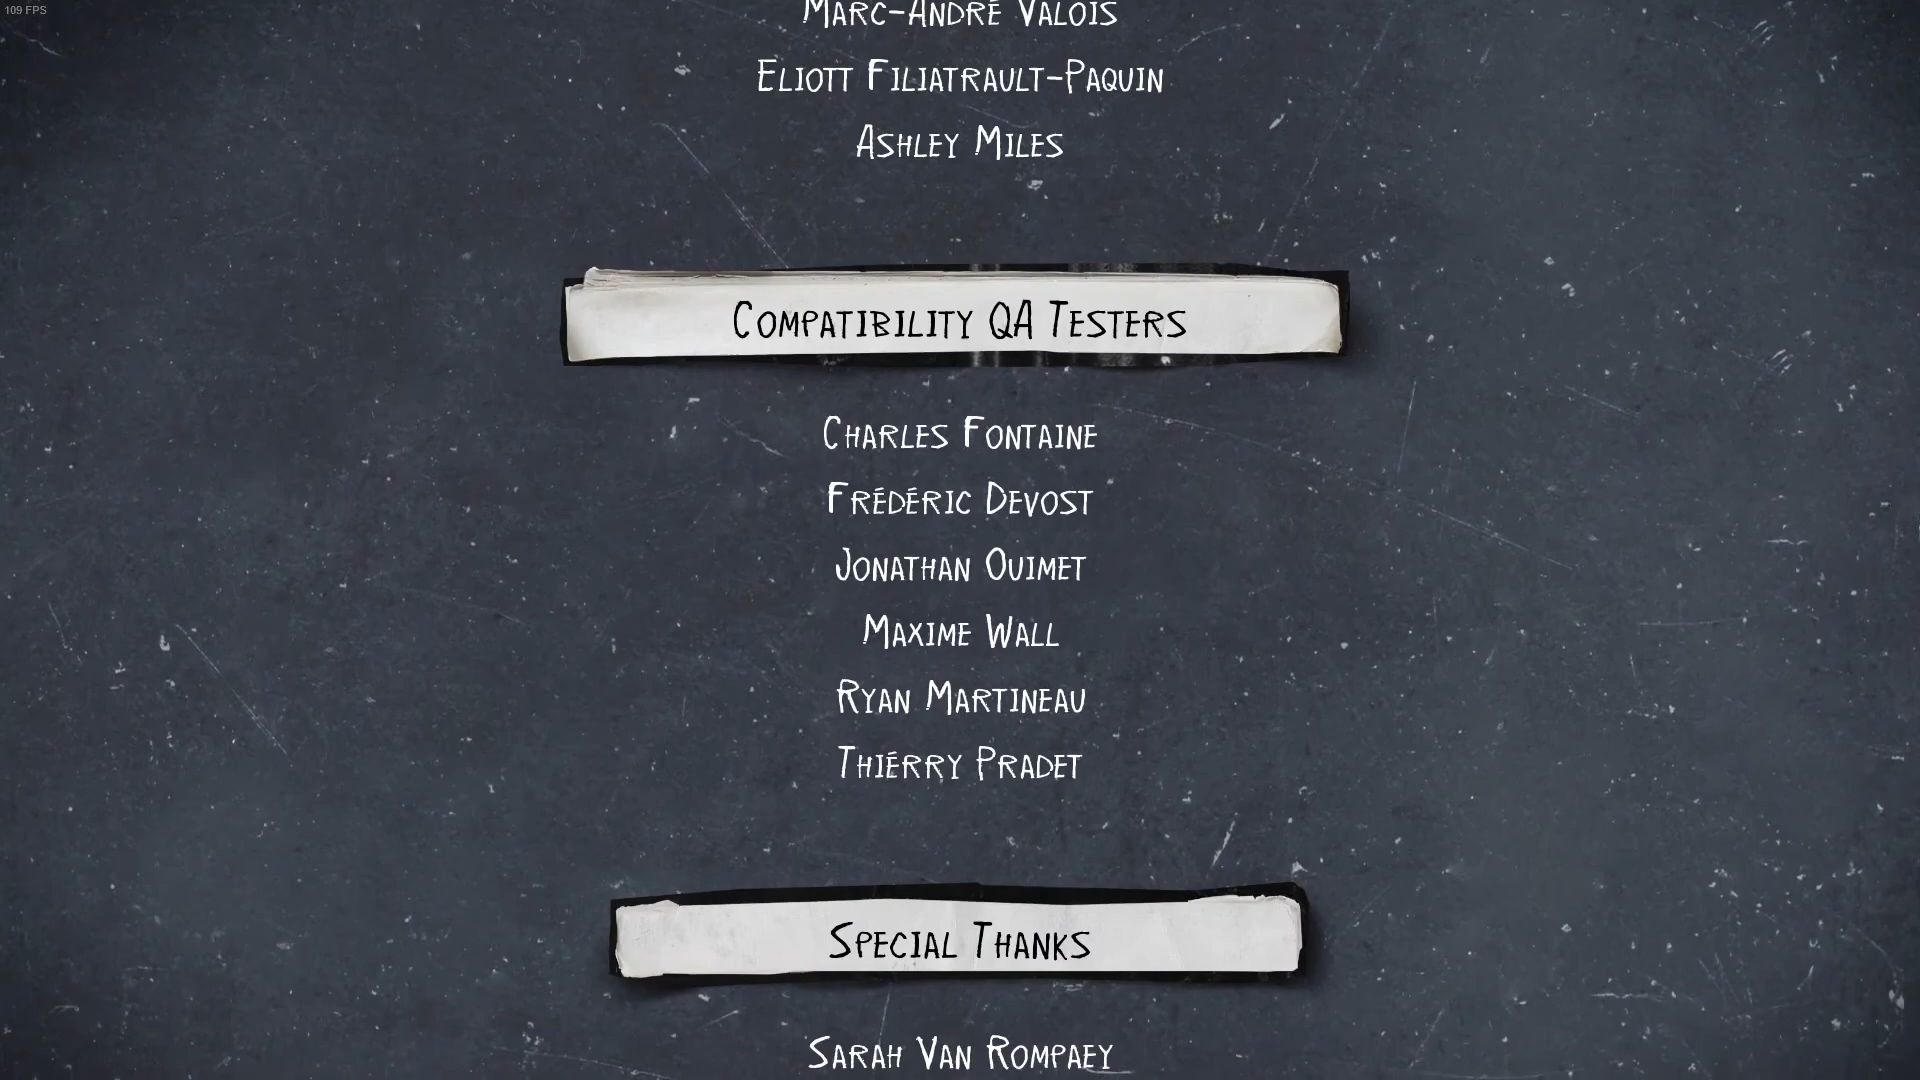 109 FPS
Marc-André Valois
Eliott Filiatrault-Paquin
Ashley Miles
Compatibility QA Testers
Charles Fontaine
Frédéric Devost
Jonathan Ouimet
Maxime Wall
Ryan Martineau
Thiérry Pradet
Special Thanks
Sarah Van Rompaey